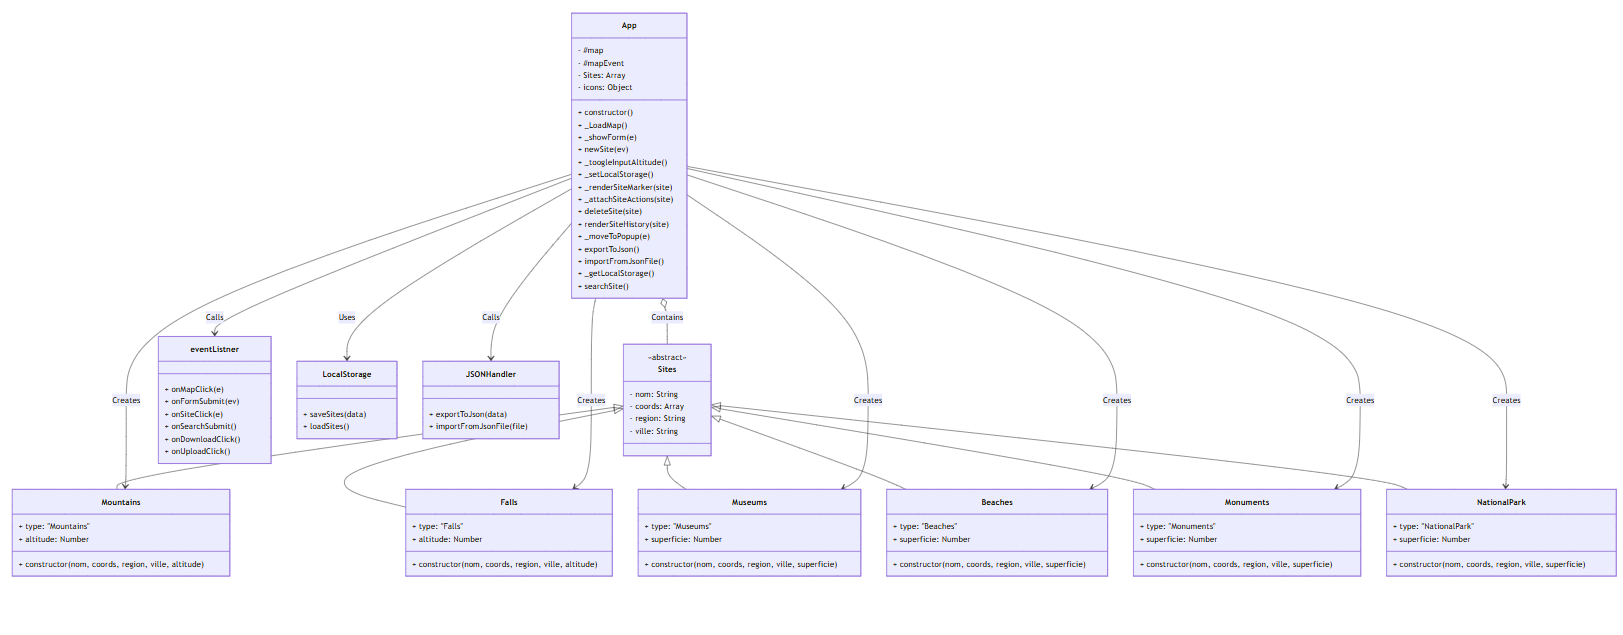 App
- #map
- #mapEvent
- Sites: Array
- icons: Object
+ constructor()
+ _LoadMap()
+ _showForm(e)
+ newSite(ev)
+ _toogleInputAltitude()
+ _setLocalStorage()
+ _renderSiteMarker(site)
+ _attachSiteActions(site)
+ deleteSite(site)
+ renderSiteHistory(site)
+ _moveToPopup(e)
+ exportToJson()
+ importFromJsonFile()
+ _getLocalStorage()
+ searchSite()
Calls
Uses
Calls
Contains
eventListner
+ onMapClick(e)
+ onFormSubmit(ev)
+ onSiteClick(e)
+ onSearchSubmit()
+ onDownloadClick()
+ onUploadClick()
LocalStorage
+ saveSites(data)
+ loadSites()
JSONHandler
+ exportToJson(data)
+ importFromJsonFile(file)
«abstract»
Sites
- nom: String
- coords: Array
- region: String
- ville: String
Creates
Creates
Creates
Creates
Creates
Creates
Mountains
+ type: "Mountains"
+ altitude: Number
+ constructor(nom, coords, region, ville, altitude)
Falls
+ type: "Falls"
+ altitude: Number
+ constructor(nom, coords, region, ville, altitude)
Museums
+ type: "Museums"
+ superficie: Number
+ constructor(nom, coords, region, ville, superficie)
Beaches
+ type: "Beaches"
+ superficie: Number
+ constructor(nom, coords, region, ville, superficie)
Monuments
+ type: "Monuments"
+ superficie: Number
+ constructor(nom, coords, region, ville, superficie)
NationalPark
+ type: "NationalPark"
+ superficie: Number
+ constructor(nom, coords, region, ville, superficie)